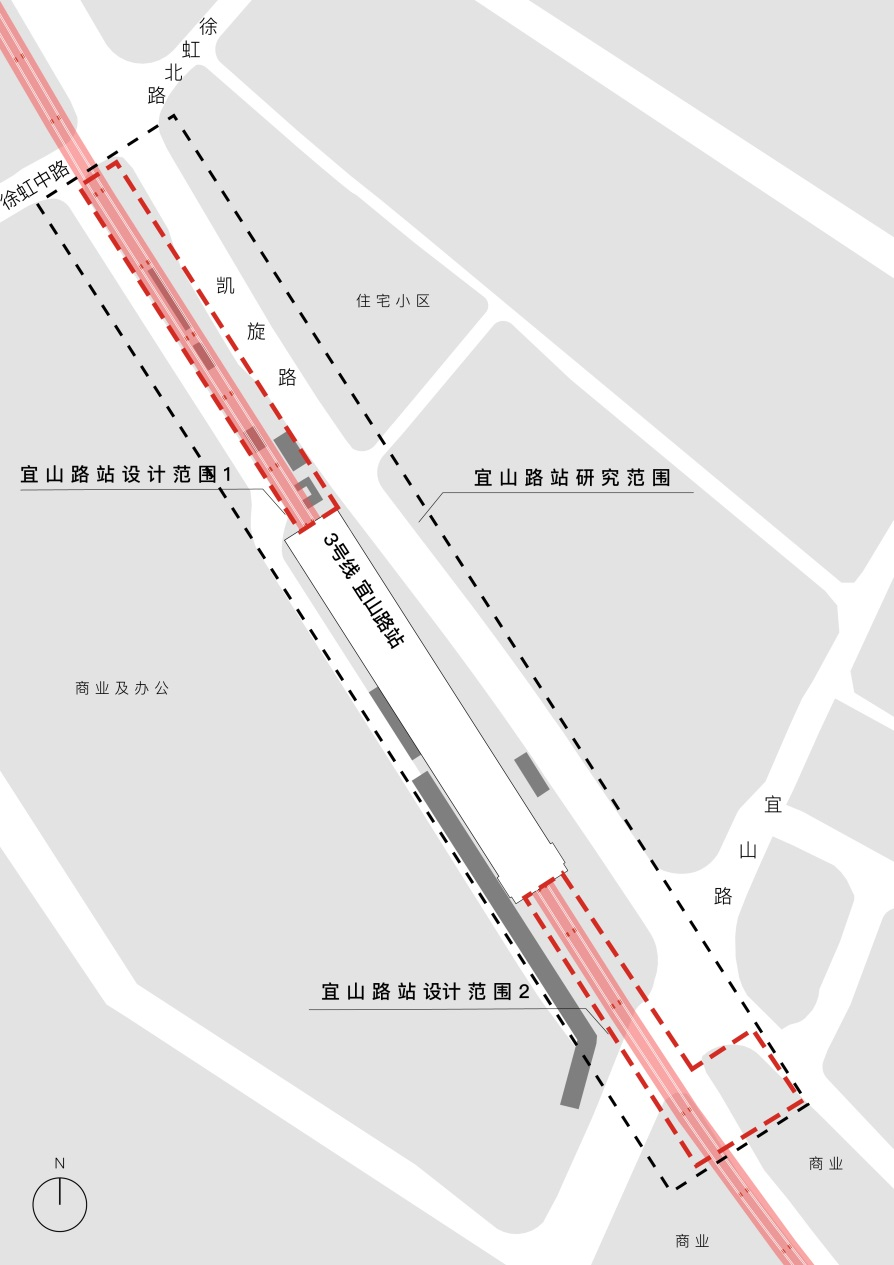 徐虹北路
徐虹中路
凯旋路
住宅小区
宜山路站设计范围1
宜山路站研究范围
3号线 宜山路站
商业及办公
宜山路
宜山路站设计范围2
N
商业
商业